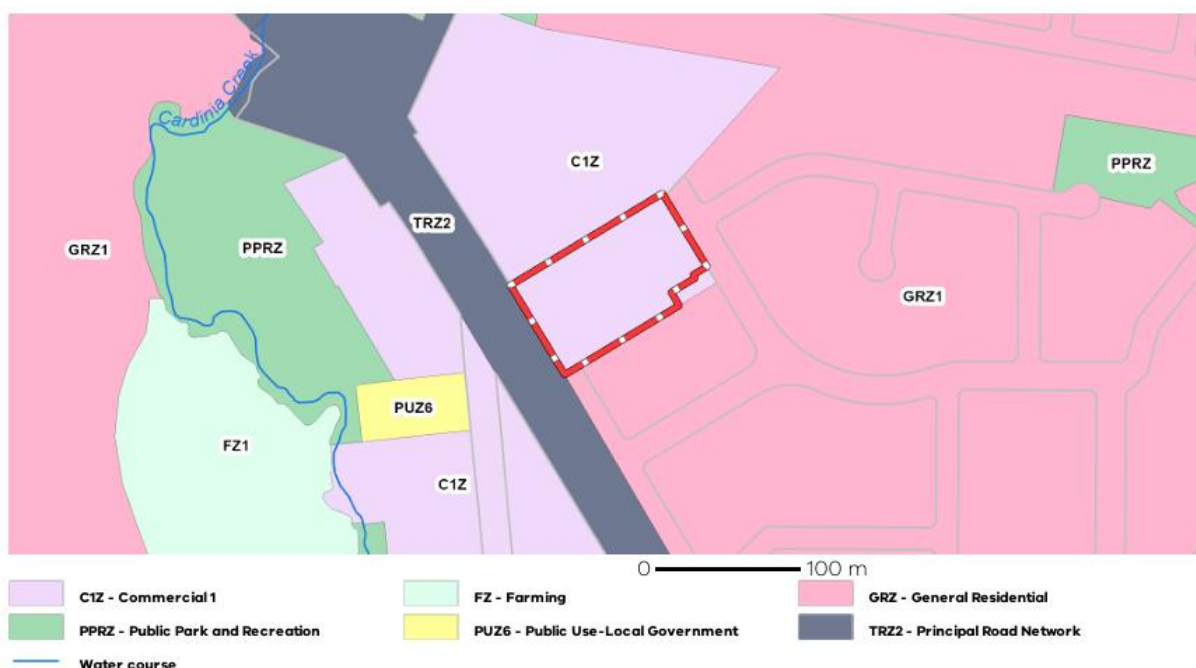 Cardinia Creek
C1Z
PPRZ
TRZ2
GRZ1
PPRZ
GRZ1
PUZ6
FZ1
C1Z
0 100 m
C1Z - Commercial 1
FZ - Farming
GRZ - General Residential
PPRZ - Public Park and Recreation
PUZ6 - Public Use-Local Government
TRZ2 - Principal Road Network
Water course